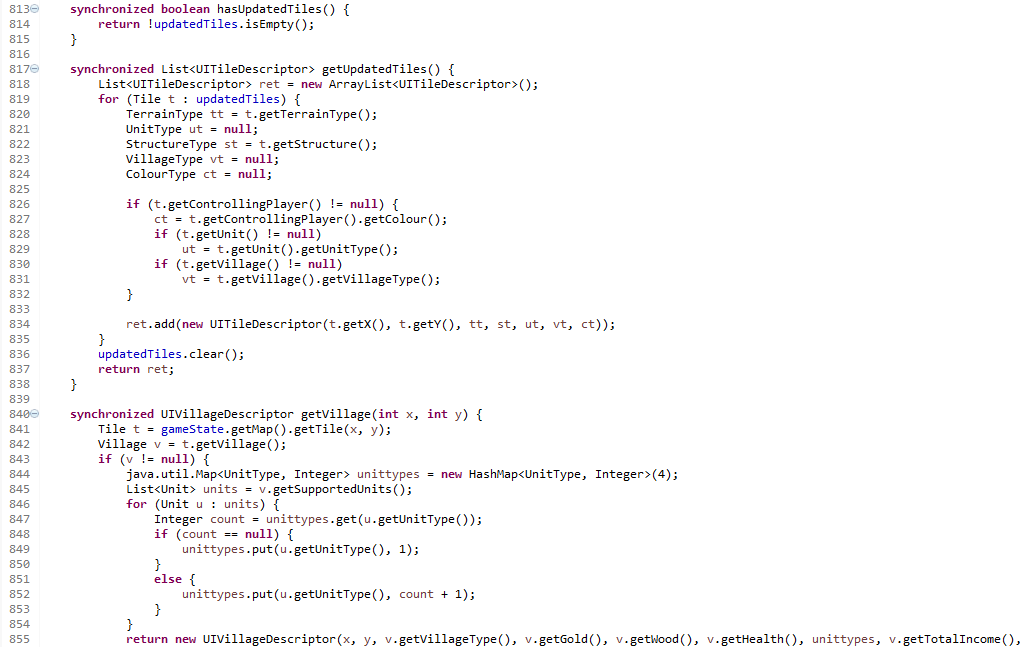 813 synchronized boolean hasUpdatedTiles() {
814 return !updatedTiles.isEmpty();
815 }
816
817 synchronized List<UITileDescriptor> getUpdatedTiles() {
818 List<UITileDescriptor> ret = new ArrayList<UITileDescriptor>();
819 for (Tile t : updatedTiles) {
820 TerrainType tt = t.getTerrainType();
821 UnitType ut = null;
822 StructureType st = t.getStructure();
823 VillageType vt = null;
824 ColourType ct = null;
825
826 if (t.getControllingPlayer() != null) {
827 ct = t.getControllingPlayer().getColour();
828 if (t.getUnit() != null)
829 ut = t.getUnit().getUnitType();
830 if (t.getVillage() != null)
831 vt = t.getVillage().getVillageType();
832 }
833
834 ret.add(new UITileDescriptor(t.getX(), t.getY(), tt, st, ut, vt, ct));
835 }
836 updatedTiles.clear();
837 return ret;
838 }
839
840 synchronized UIVillageDescriptor getVillage(int x, int y) {
841 Tile t = gameState.getMap().getTile(x, y);
842 Village v = t.getVillage();
843 if (v != null) {
844 java.util.Map<UnitType, Integer> unittypes = new HashMap<UnitType, Integer>(4);
845 List<Unit> units = v.getSupportedUnits();
846 for (Unit u : units) {
847 Integer count = unittypes.get(u.getUnitType());
848 if (count == null) {
849 unittypes.put(u.getUnitType(), 1);
850 }
851 else {
852 unittypes.put(u.getUnitType(), count + 1);
853 }
854 }
855 return new UIVillageDescriptor(x, y, v.getVillageType(), v.getGold(), v.getWood(), v.getHealth(), unittypes, v.getTotalIncome(),